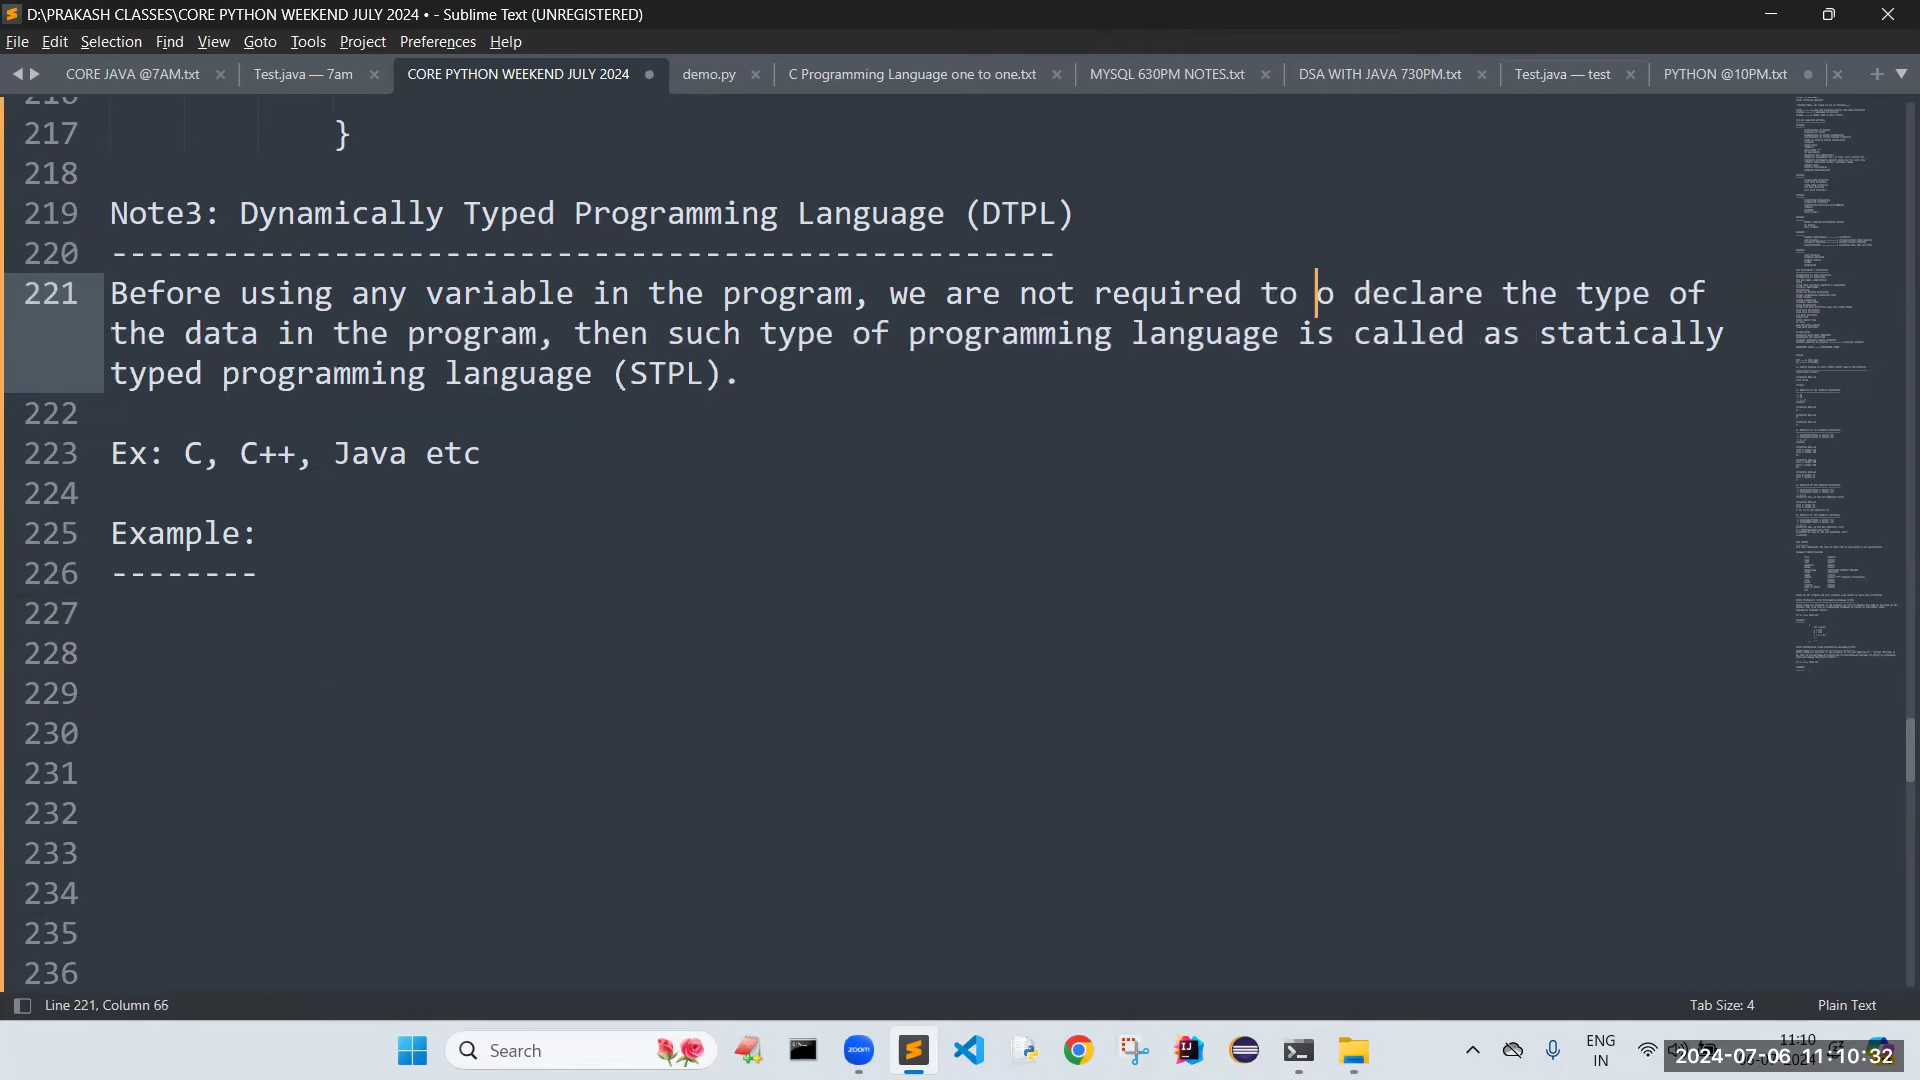 D:\PRAKASH CLASSES\CORE PYTHON WEEKEND JULY 2024 • - Sublime Text (UNREGISTERED)
File Edit Selection Find View Goto Tools Project Preferences Help
CORE JAVA @7AM.txt Test.java — 7am CORE PYTHON WEEKEND JULY 2024 demo.py C Programming Language one to one.txt MYSQL 630PM NOTES.txt DSA WITH JAVA 730PM.txt Test.java — test PYTHON @10PM.txt
216
217 }
218
219 Note3: Dynamically Typed Programming Language (DTPL)
220 ---------------------------------------------------
221 Before using any variable in the program, we are not required to o declare the type of
the data in the program, then such type of programming language is called as statically
typed programming language (STPL).
222
223 Ex: C, C++, Java etc
224
225 Example:
226 --------
227
228
229
230
231
232
233
234
235
236
Line 221, Column 66 Tab Size: 4 Plain Text
Search zoom ENG 11:10
IN
2024-07-06 11:10:32